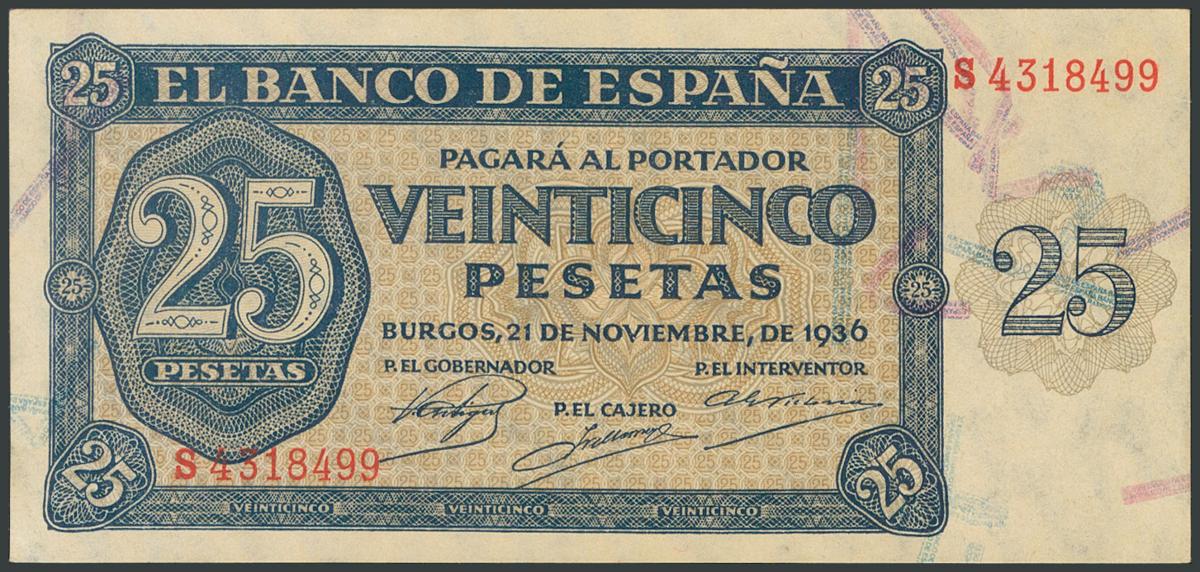 25 EL BANCO DE ESPAÑA 25
S 4318499
PAGARÁ AL PORTADOR
VEINTICINCO
PESETAS
25
PESETAS
25
25
25
BURGOS, 21 DE NOVIEMBRE, DE 1936
P. EL GOBERNADOR
P. EL INTERVENTOR
P. EL CAJERO
S 4318499
25
VEINTICINCO
VEINTICINCO
VEINTICINCO
25